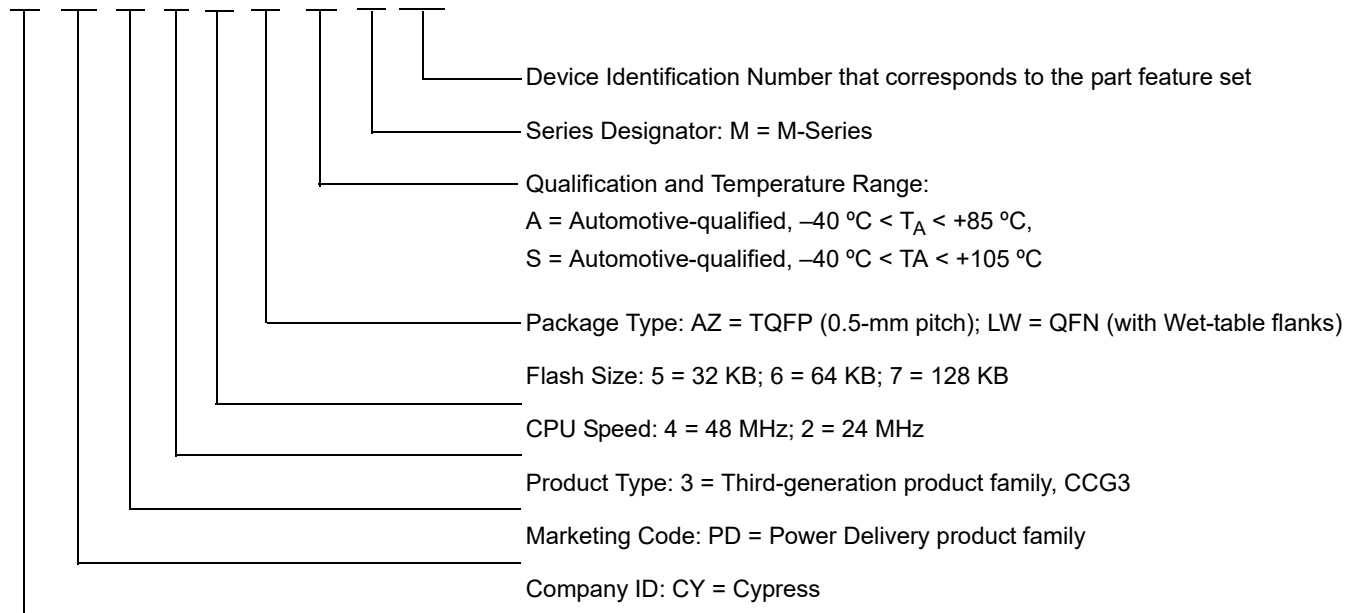 Device Identification Number that corresponds to the part feature set
Series Designator: M = M-Series
Qualification and Temperature Range:
A = Automotive-qualified, –40 ºC < TA < +85 ºC,
S = Automotive-qualified, –40 ºC < TA < +105 ºC
Package Type: AZ = TQFP (0.5-mm pitch); LW = QFN (with Wet-table flanks)
Flash Size: 5 = 32 KB; 6 = 64 KB; 7 = 128 KB
CPU Speed: 4 = 48 MHz; 2 = 24 MHz
Product Type: 3 = Third-generation product family, CCG3
Marketing Code: PD = Power Delivery product family
Company ID: CY = Cypress